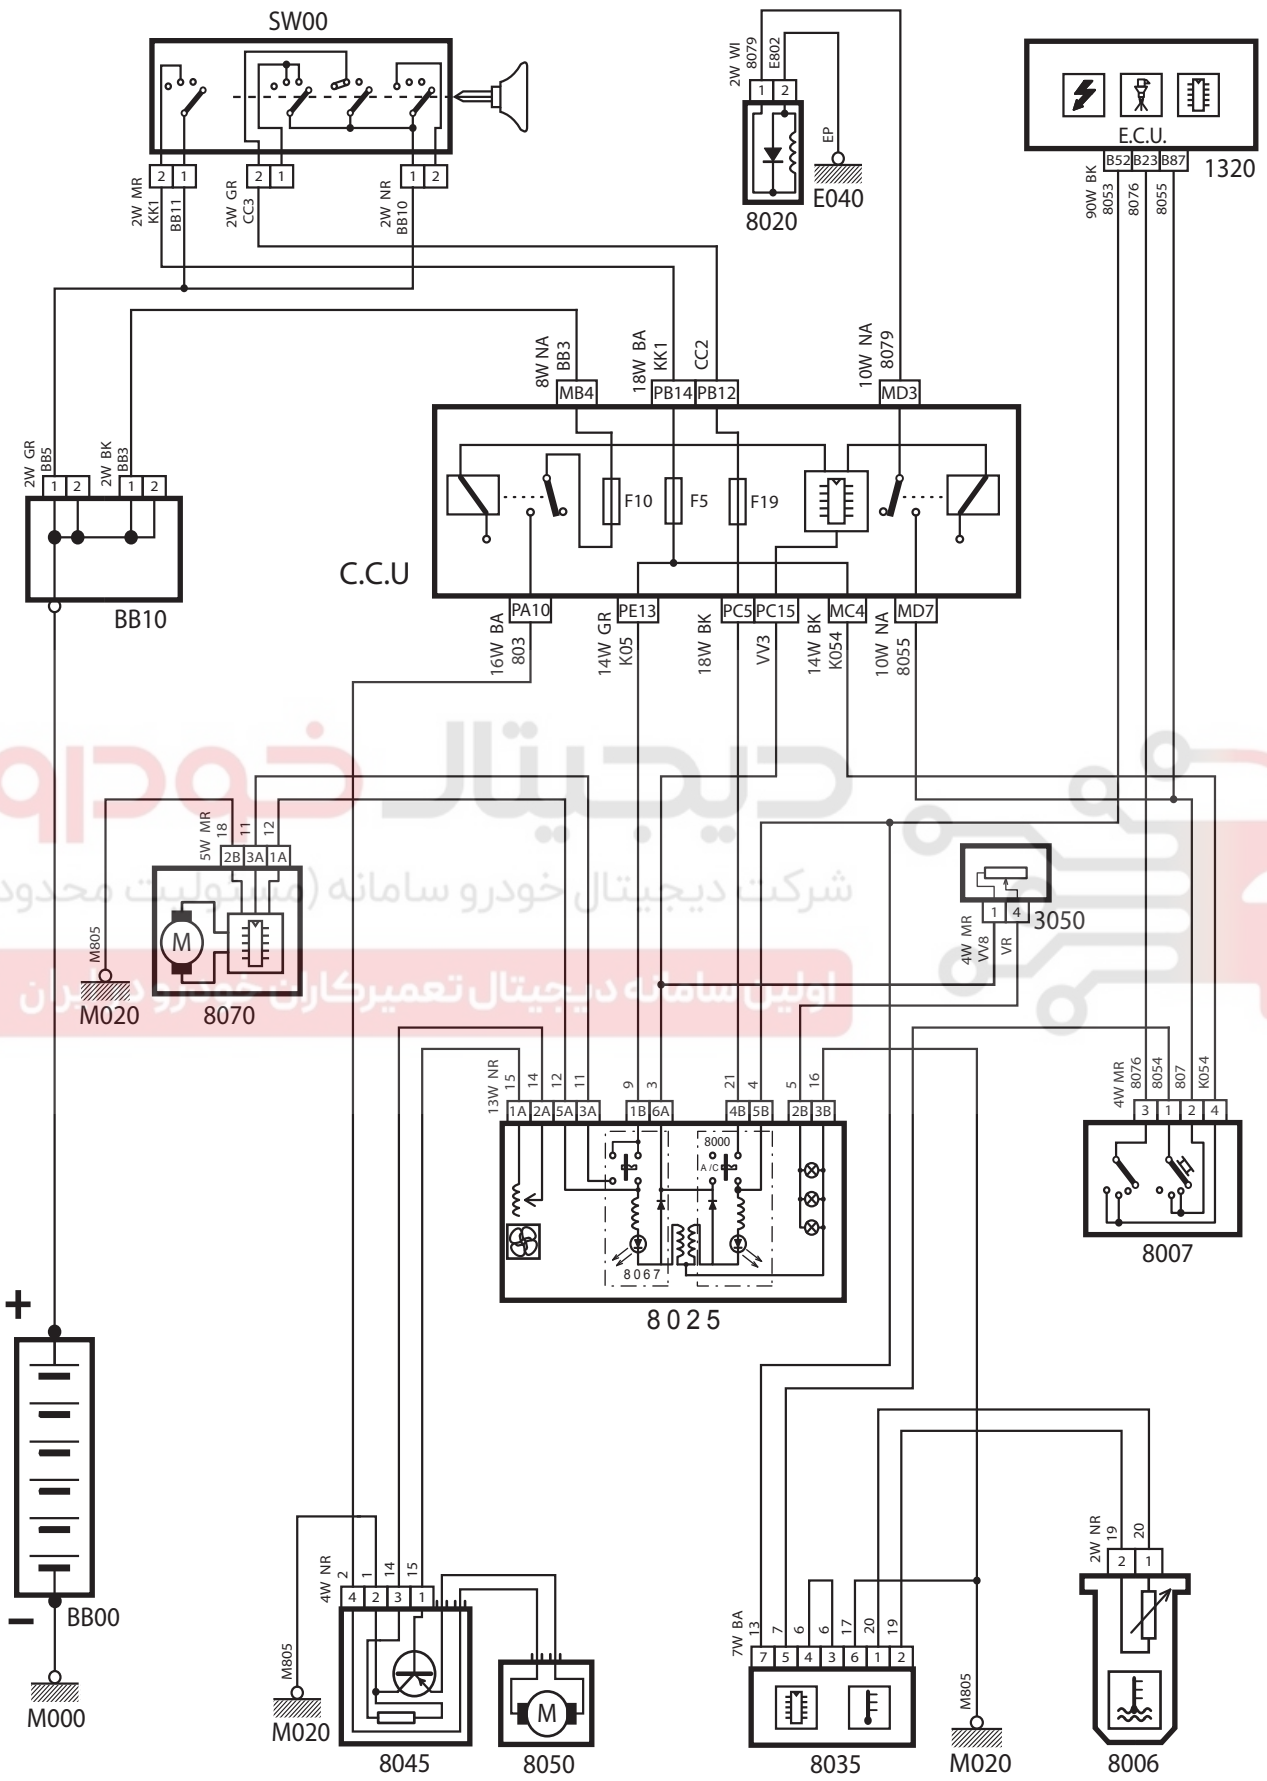 SW00
2 1
2 1
1 2
2W MR
KK1
BB11
2W GR
CC3
2W NR
BB10
2W WI
8079
E802
1 2
EP
8020
E040
E.C.U.
B52 B23 B87
1320
90W BK
8053
8076
8055
8W NA
BB3
18W BA
KK1
CC2
10W NA
8079
MB4 PB14 PB12 MD3
F10 F5 F19
C.C.U
PA10 PE13 PC5 PC15 MC4 MD7
16W BA
803
14W GR
K05
18W BK
VV3
14W BK
K054
10W NA
8055
2W GR
BB5
2W BK
BB3
1 2 1 2
BB10
دیجیتال خودرو
شرکت دیجیتال خودرو سامانه (مسئولیت محدود
اولین سامانه دیجیتال تعمیرکاران خودرو در ایران
5W MR
18
11
12
2B 3A 1A
M
8070
M805
M020
3050
1 4
4W MR
VV8
VR
13W NR
15
14
12
11
9
3
21
4
5
16
1A 2A 5A 3A 1B 6A 4B 5B 2B 3B
8000
A/C
8067
8025
4W MR
8076
8054
807
K054
3 1 2 4
8007
+
−
BB00
M000
4W NR
2
1
14
15
4 2 3 1
M805
M020
8045
M
8050
7W BA
13
7
6
6
17
20
19
7 5 4 3 6 1 2
8035
M805
M020
2W NR
19
20
2 1
8006